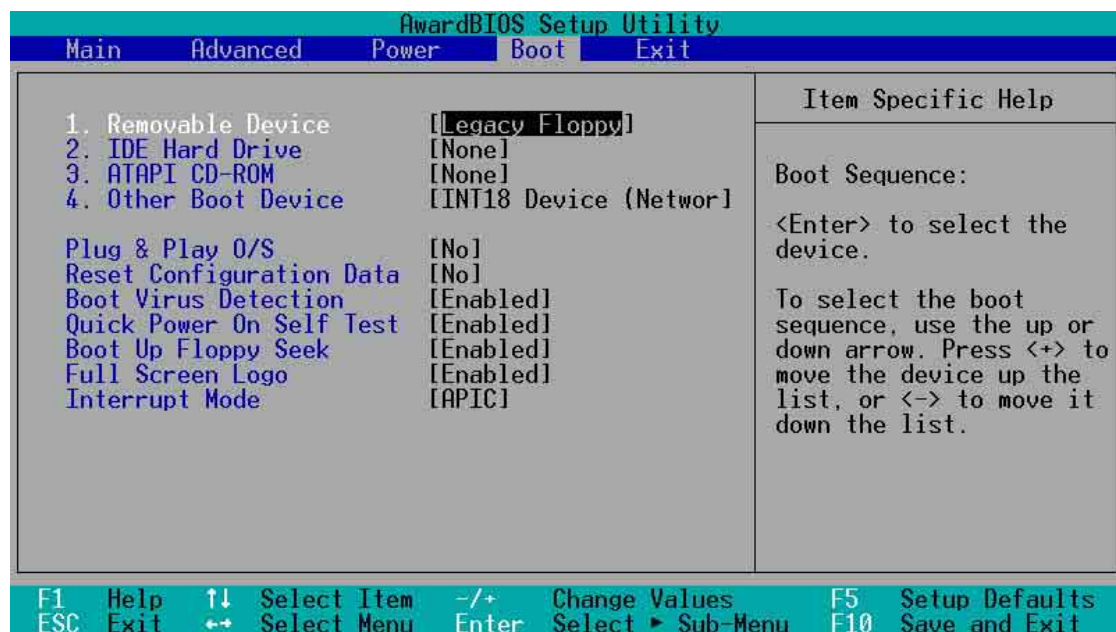 AwardBIOS Setup Utility
Main Advanced Power Boot Exit
1. Removable Device [Legacy Floppy]
2. IDE Hard Drive [None]
3. ATAPI CD-ROM [None]
4. Other Boot Device [INT18 Device (Networ]
Plug & Play O/S [No]
Reset Configuration Data [No]
Boot Virus Detection [Enabled]
Quick Power On Self Test [Enabled]
Boot Up Floppy Seek [Enabled]
Full Screen Logo [Enabled]
Interrupt Mode [APIC]
Item Specific Help
Boot Sequence:
<Enter> to select the
device.
To select the boot
sequence, use the up or
down arrow. Press <+> to
move the device up the
list, or <-> to move it
down the list.
F1 Help ↑↓ Select Item -/+ Change Values F5 Setup Defaults
ESC Exit ↔ Select Menu Enter Select ► Sub-Menu F10 Save and Exit